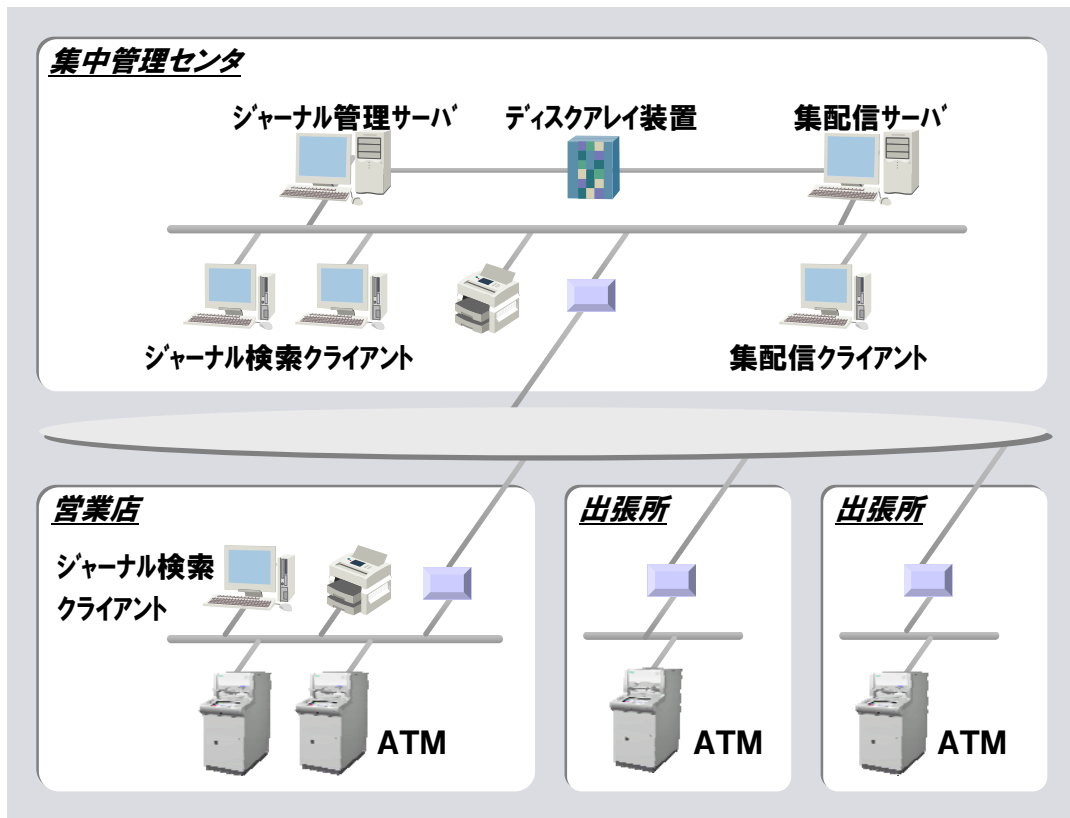 集中管理センタ
ジャーナル管理サーバ
ディスクアレイ装置
集配信サーバ
ジャーナル検索クライアント
集配信クライアント
営業店
ジャーナル検索
クライアント
ATM
出張所
ATM
出張所
ATM